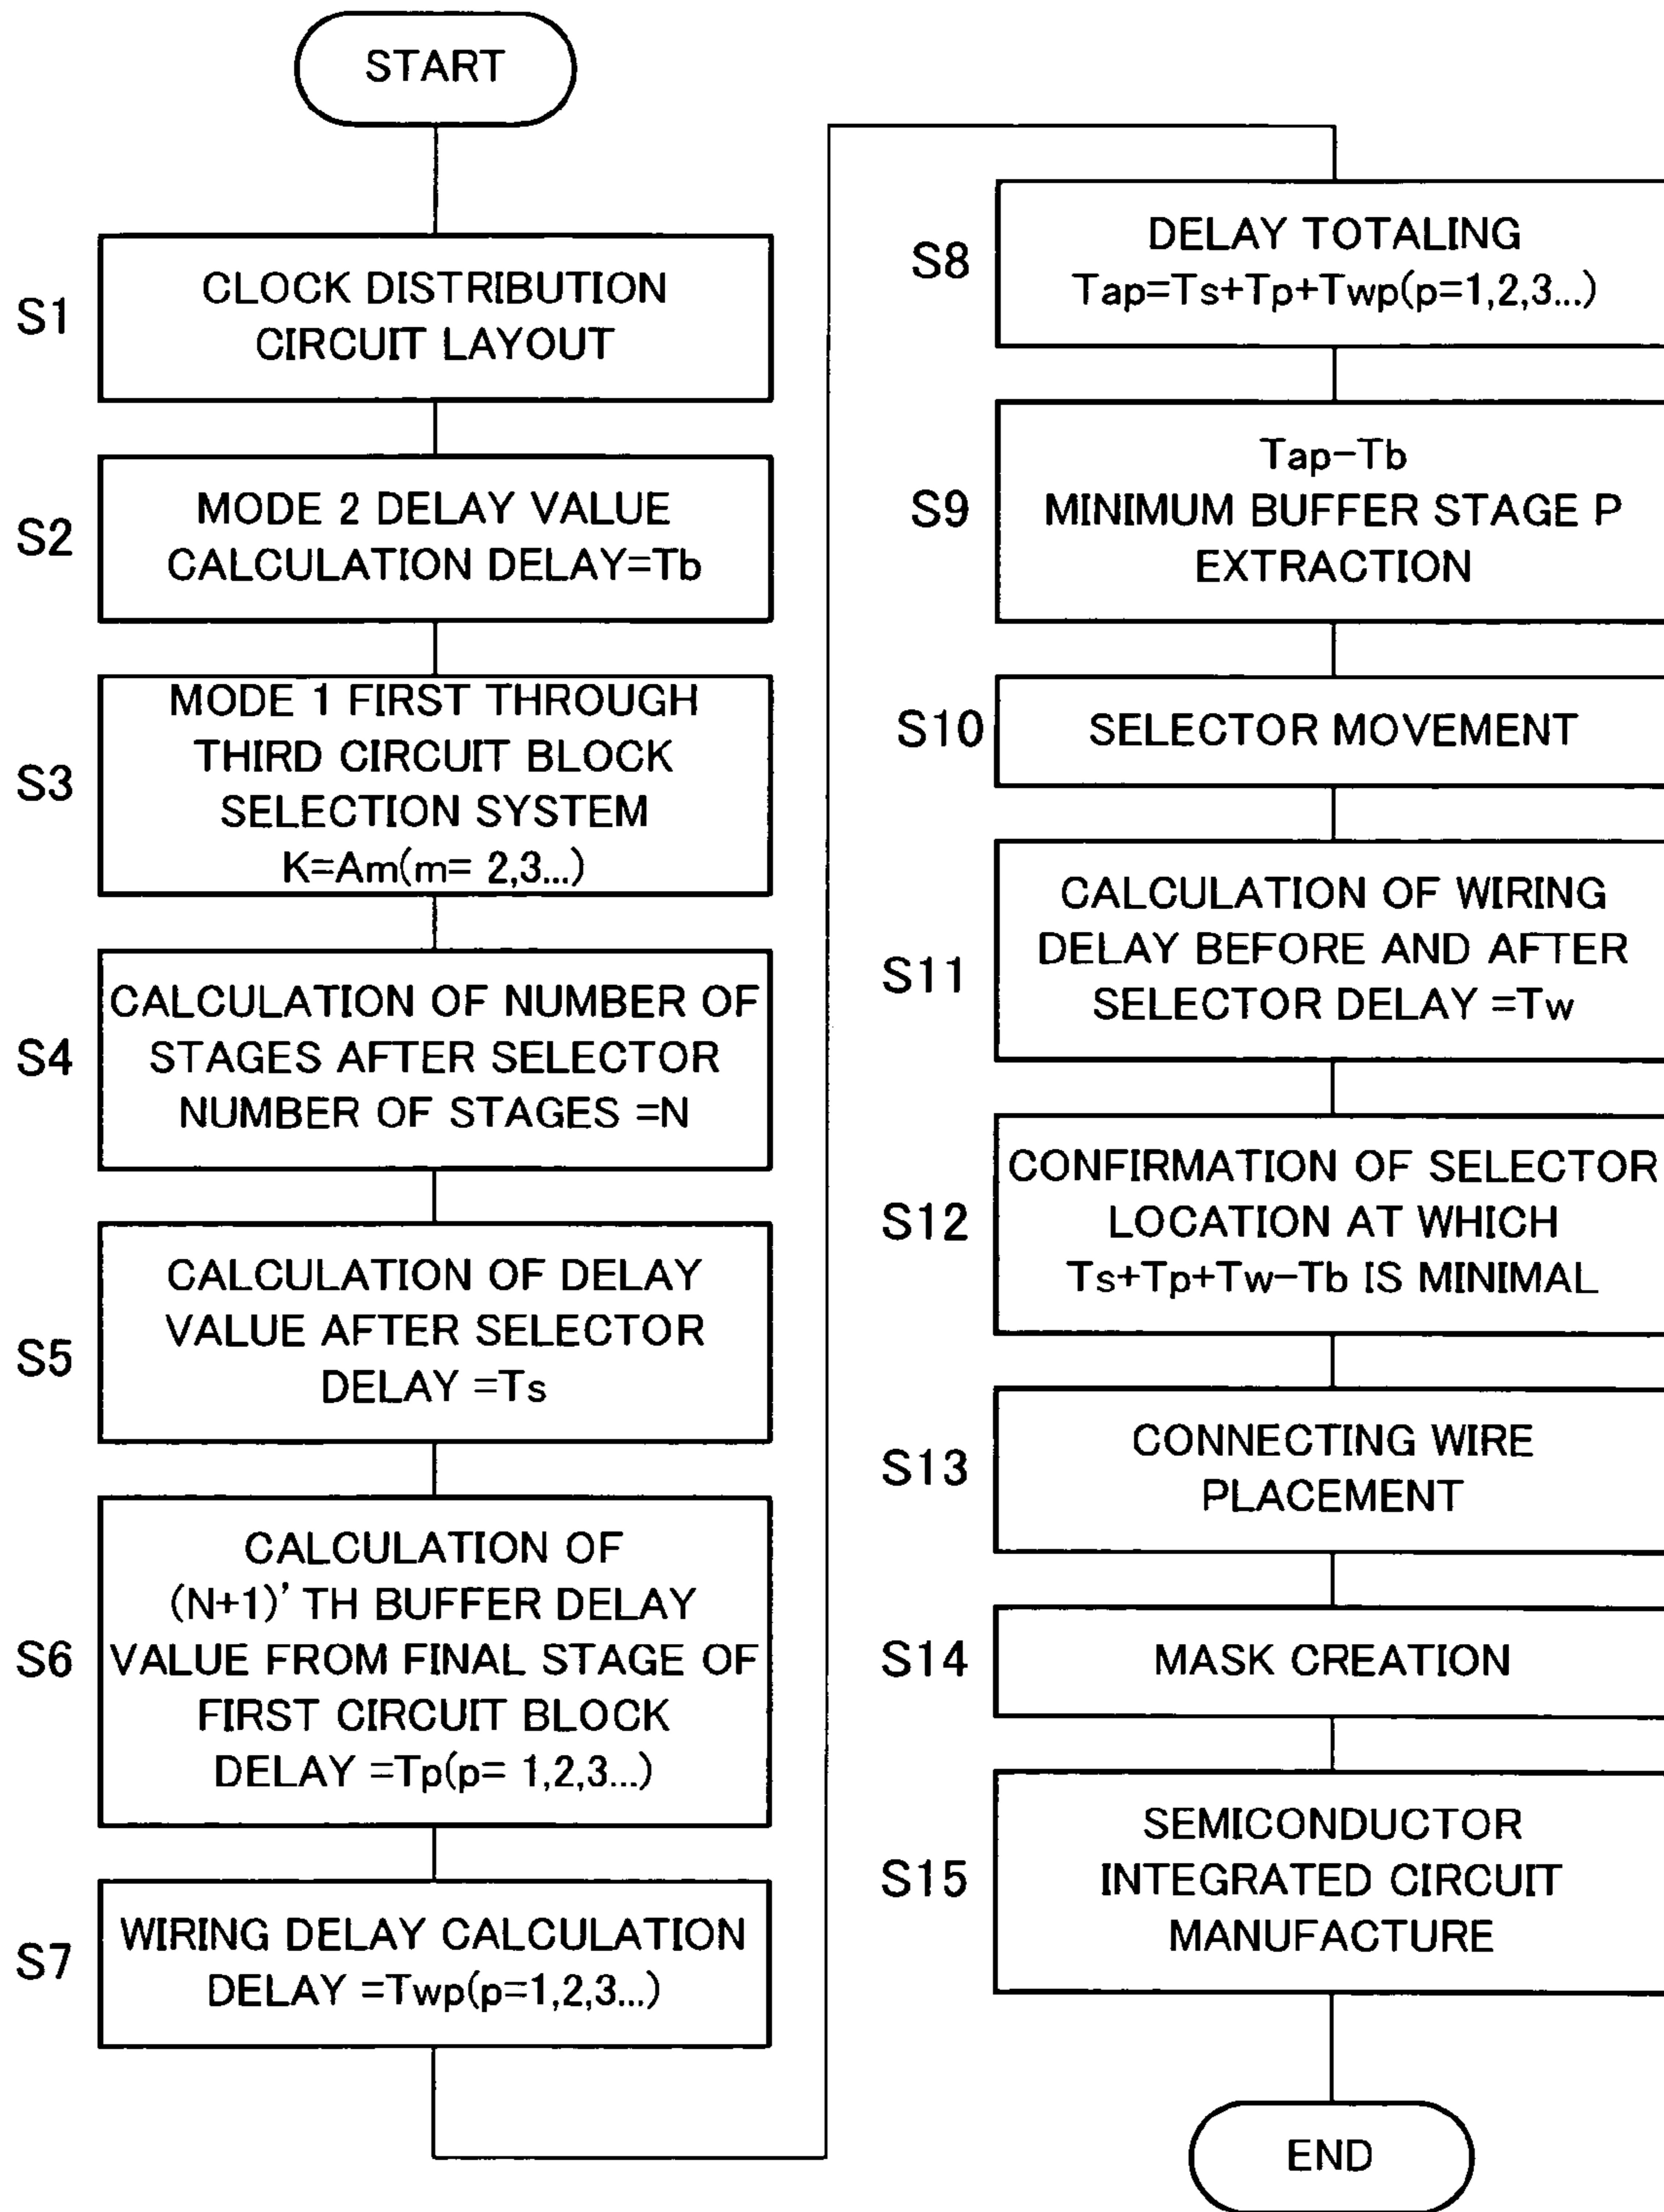 START
S1
CLOCK DISTRIBUTION
CIRCUIT LAYOUT
S2
MODE 2 DELAY VALUE
CALCULATION DELAY=Tb
S3
MODE 1 FIRST THROUGH
THIRD CIRCUIT BLOCK
SELECTION SYSTEM
K=Am(m= 2,3...)
S4
CALCULATION OF NUMBER OF
STAGES AFTER SELECTOR
NUMBER OF STAGES =N
S5
CALCULATION OF DELAY
VALUE AFTER SELECTOR
DELAY =Ts
S6
CALCULATION OF
(N+1)' TH BUFFER DELAY
VALUE FROM FINAL STAGE OF
FIRST CIRCUIT BLOCK
DELAY =Tp(p= 1,2,3...)
S7
WIRING DELAY CALCULATION
DELAY =Twp(p=1,2,3...)
S8
DELAY TOTALING
Tap=Ts+Tp+Twp(p=1,2,3...)
S9
Tap-Tb
MINIMUM BUFFER STAGE P
EXTRACTION
S10
SELECTOR MOVEMENT
S11
CALCULATION OF WIRING
DELAY BEFORE AND AFTER
SELECTOR DELAY =Tw
S12
CONFIRMATION OF SELECTOR
LOCATION AT WHICH
Ts+Tp+Tw-Tb IS MINIMAL
S13
CONNECTING WIRE
PLACEMENT
S14
MASK CREATION
S15
SEMICONDUCTOR
INTEGRATED CIRCUIT
MANUFACTURE
END